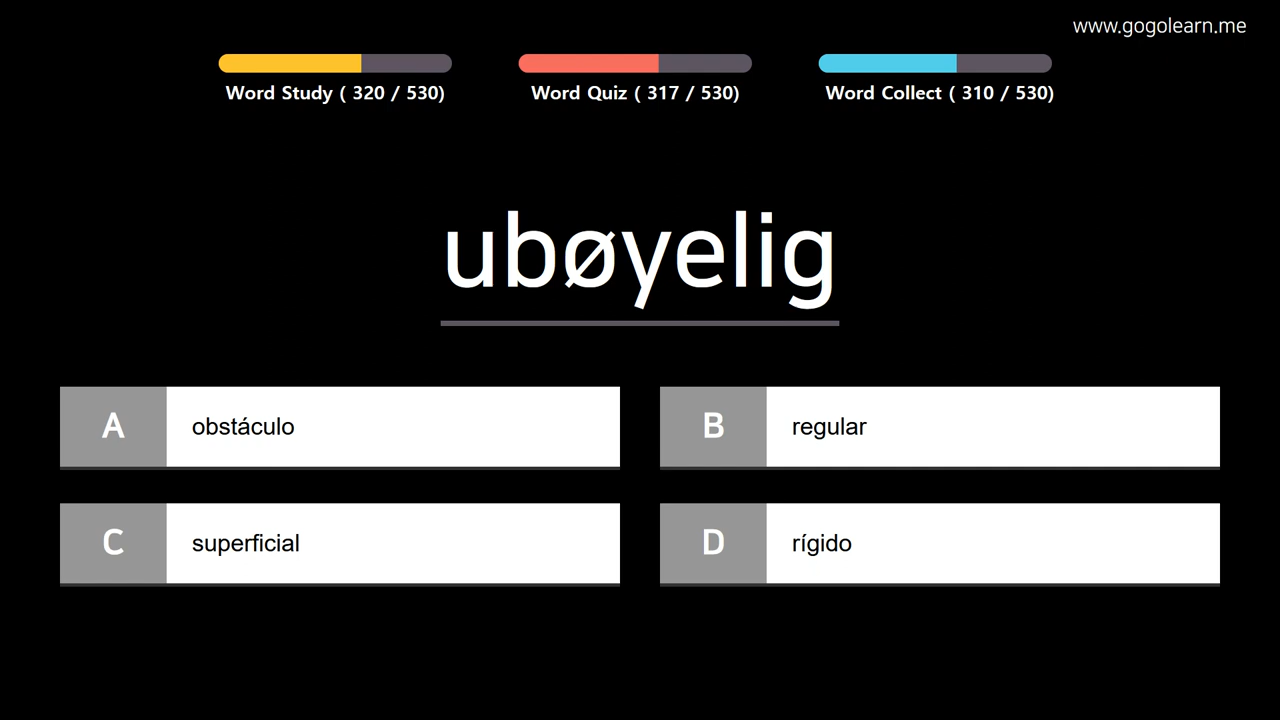 www.gogolearn.me
Word Study ( 320 / 530)
Word Quiz ( 317 / 530)
Word Collect ( 310 / 530)
ubøyelig
A obstáculo
B regular
C superficial
D rígido